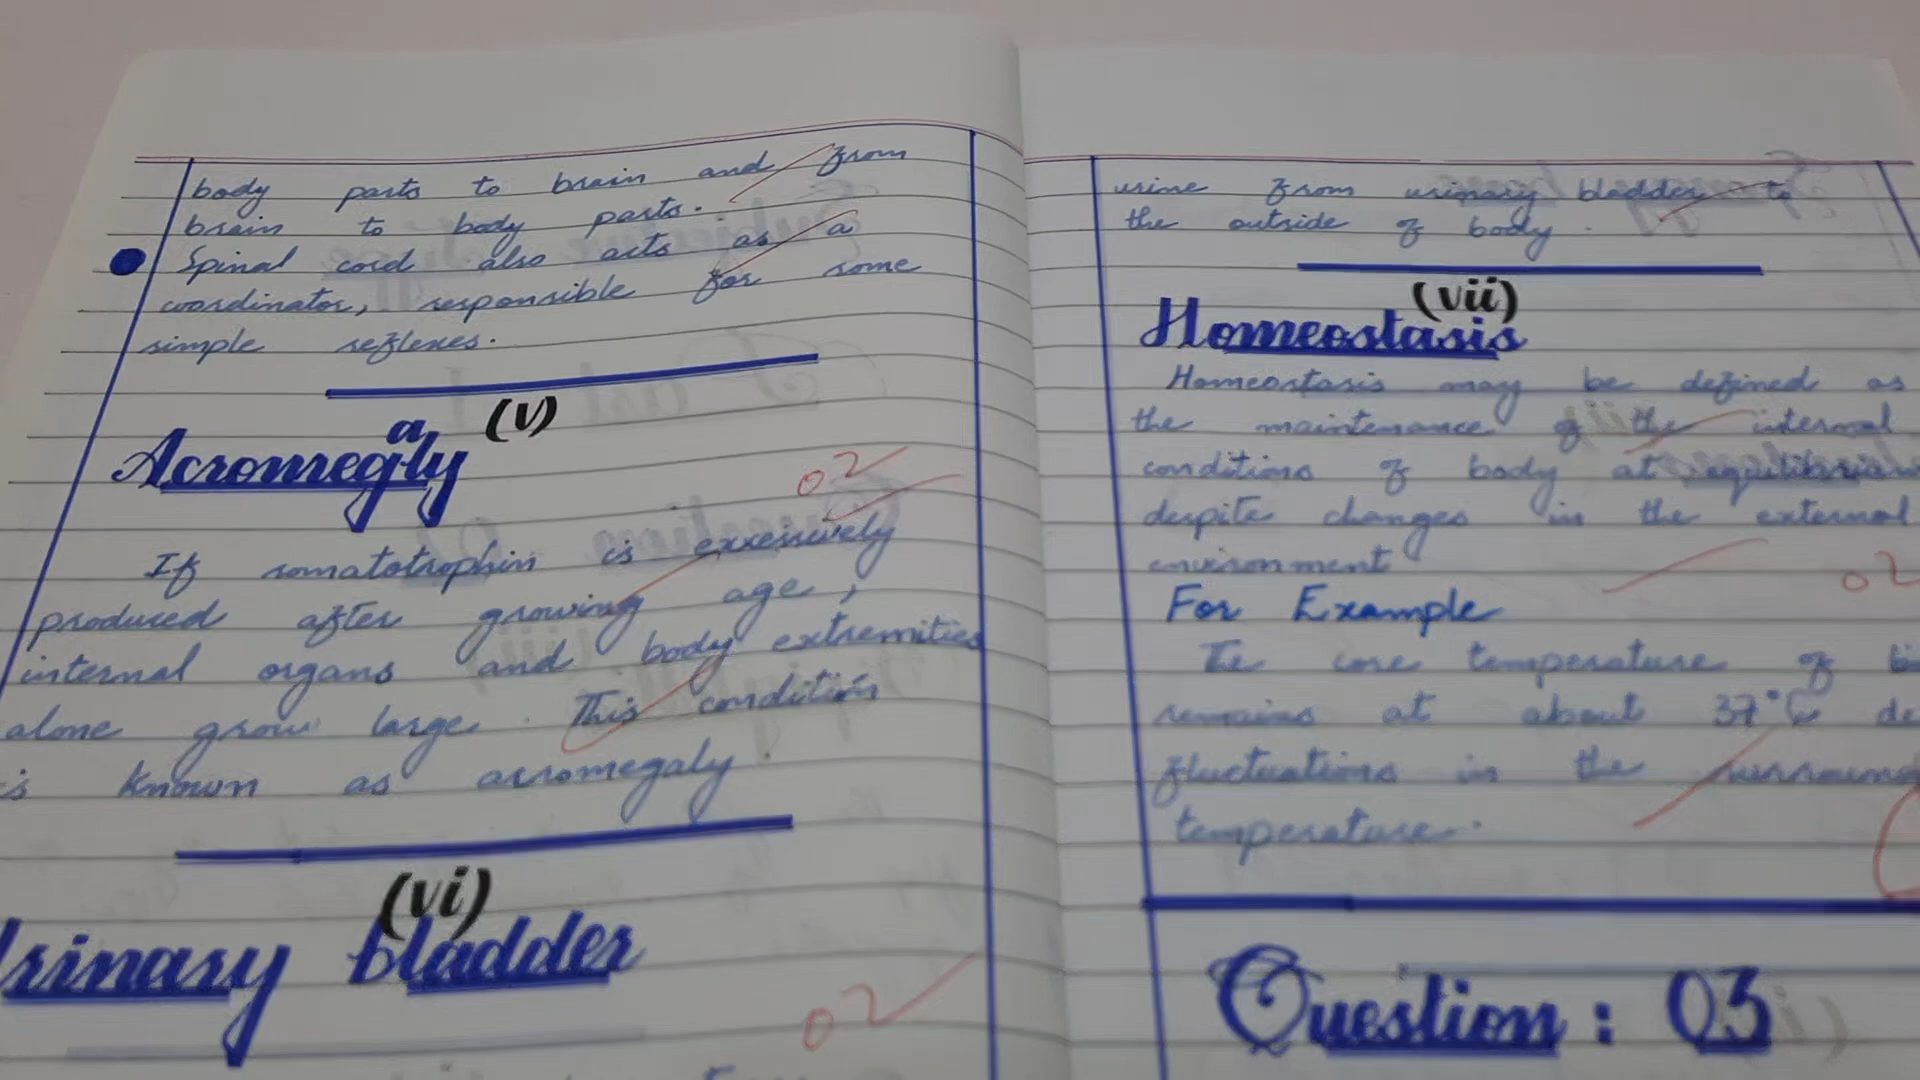 body parts to brain and from
brain to body parts.
Spinal cord also acts as a
coordinator, responsible for some
simple reflexes.
(v)
a
Acromegly
02
If somatotrophin is excessively
produced after growing age,
internal organs and body extremities
alone grow large. This condition
is known as acromegaly.
(vi)
Urinary bladder
02
urine from urinary bladder to
the outside of body.
(vii)
Homeostasis
Homeostasis may be defined as
the maintenance of the internal
conditions of body at
despite changes in the external
environment
02
For Example
The core temperature of
remains at about 37°C
fluctuations in the
temperature.
Question : 03